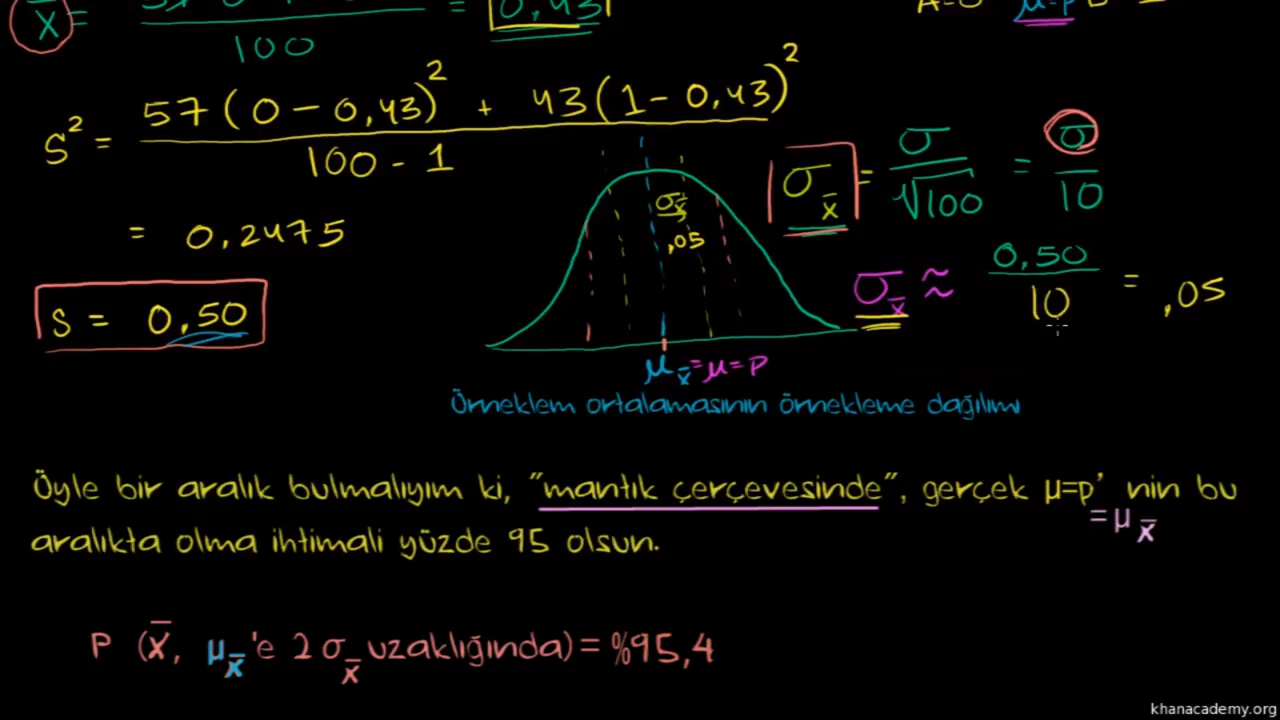 x̄ = 100 = 0,43
μ=p
s² = 57(0 - 0,43)² + 43(1 - 0,43)² / 100 - 1
= 0,2475
s = 0,50
σx̄
,05
σx̄ = σ/√100 = σ/10
σx̄ ≈ 0,50/10 = ,05
μx̄ = μ = p
Örneklem ortalamasının örnekleme dağılımı
Öyle bir aralık bulmalıyım ki, "mantık çerçevesinde", gerçek μ=p' nin bu
=μx̄
aralıkta olma ihtimali yüzde 95 olsun.
P (x̄, μx̄'e 2 σx̄ uzaklığında) = %95,4
khanacademy.org